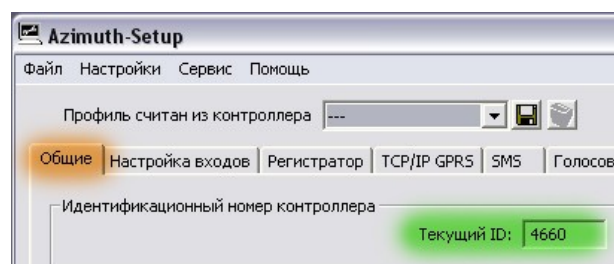 Azimuth-Setup
Файл Настройки Сервис Помощь
Профиль считан из контроллера ---
Общие Настройка входов Регистратор TCP/IP GPRS SMS Голосов
Идентификационный номер контроллера
Текущий ID: 4660